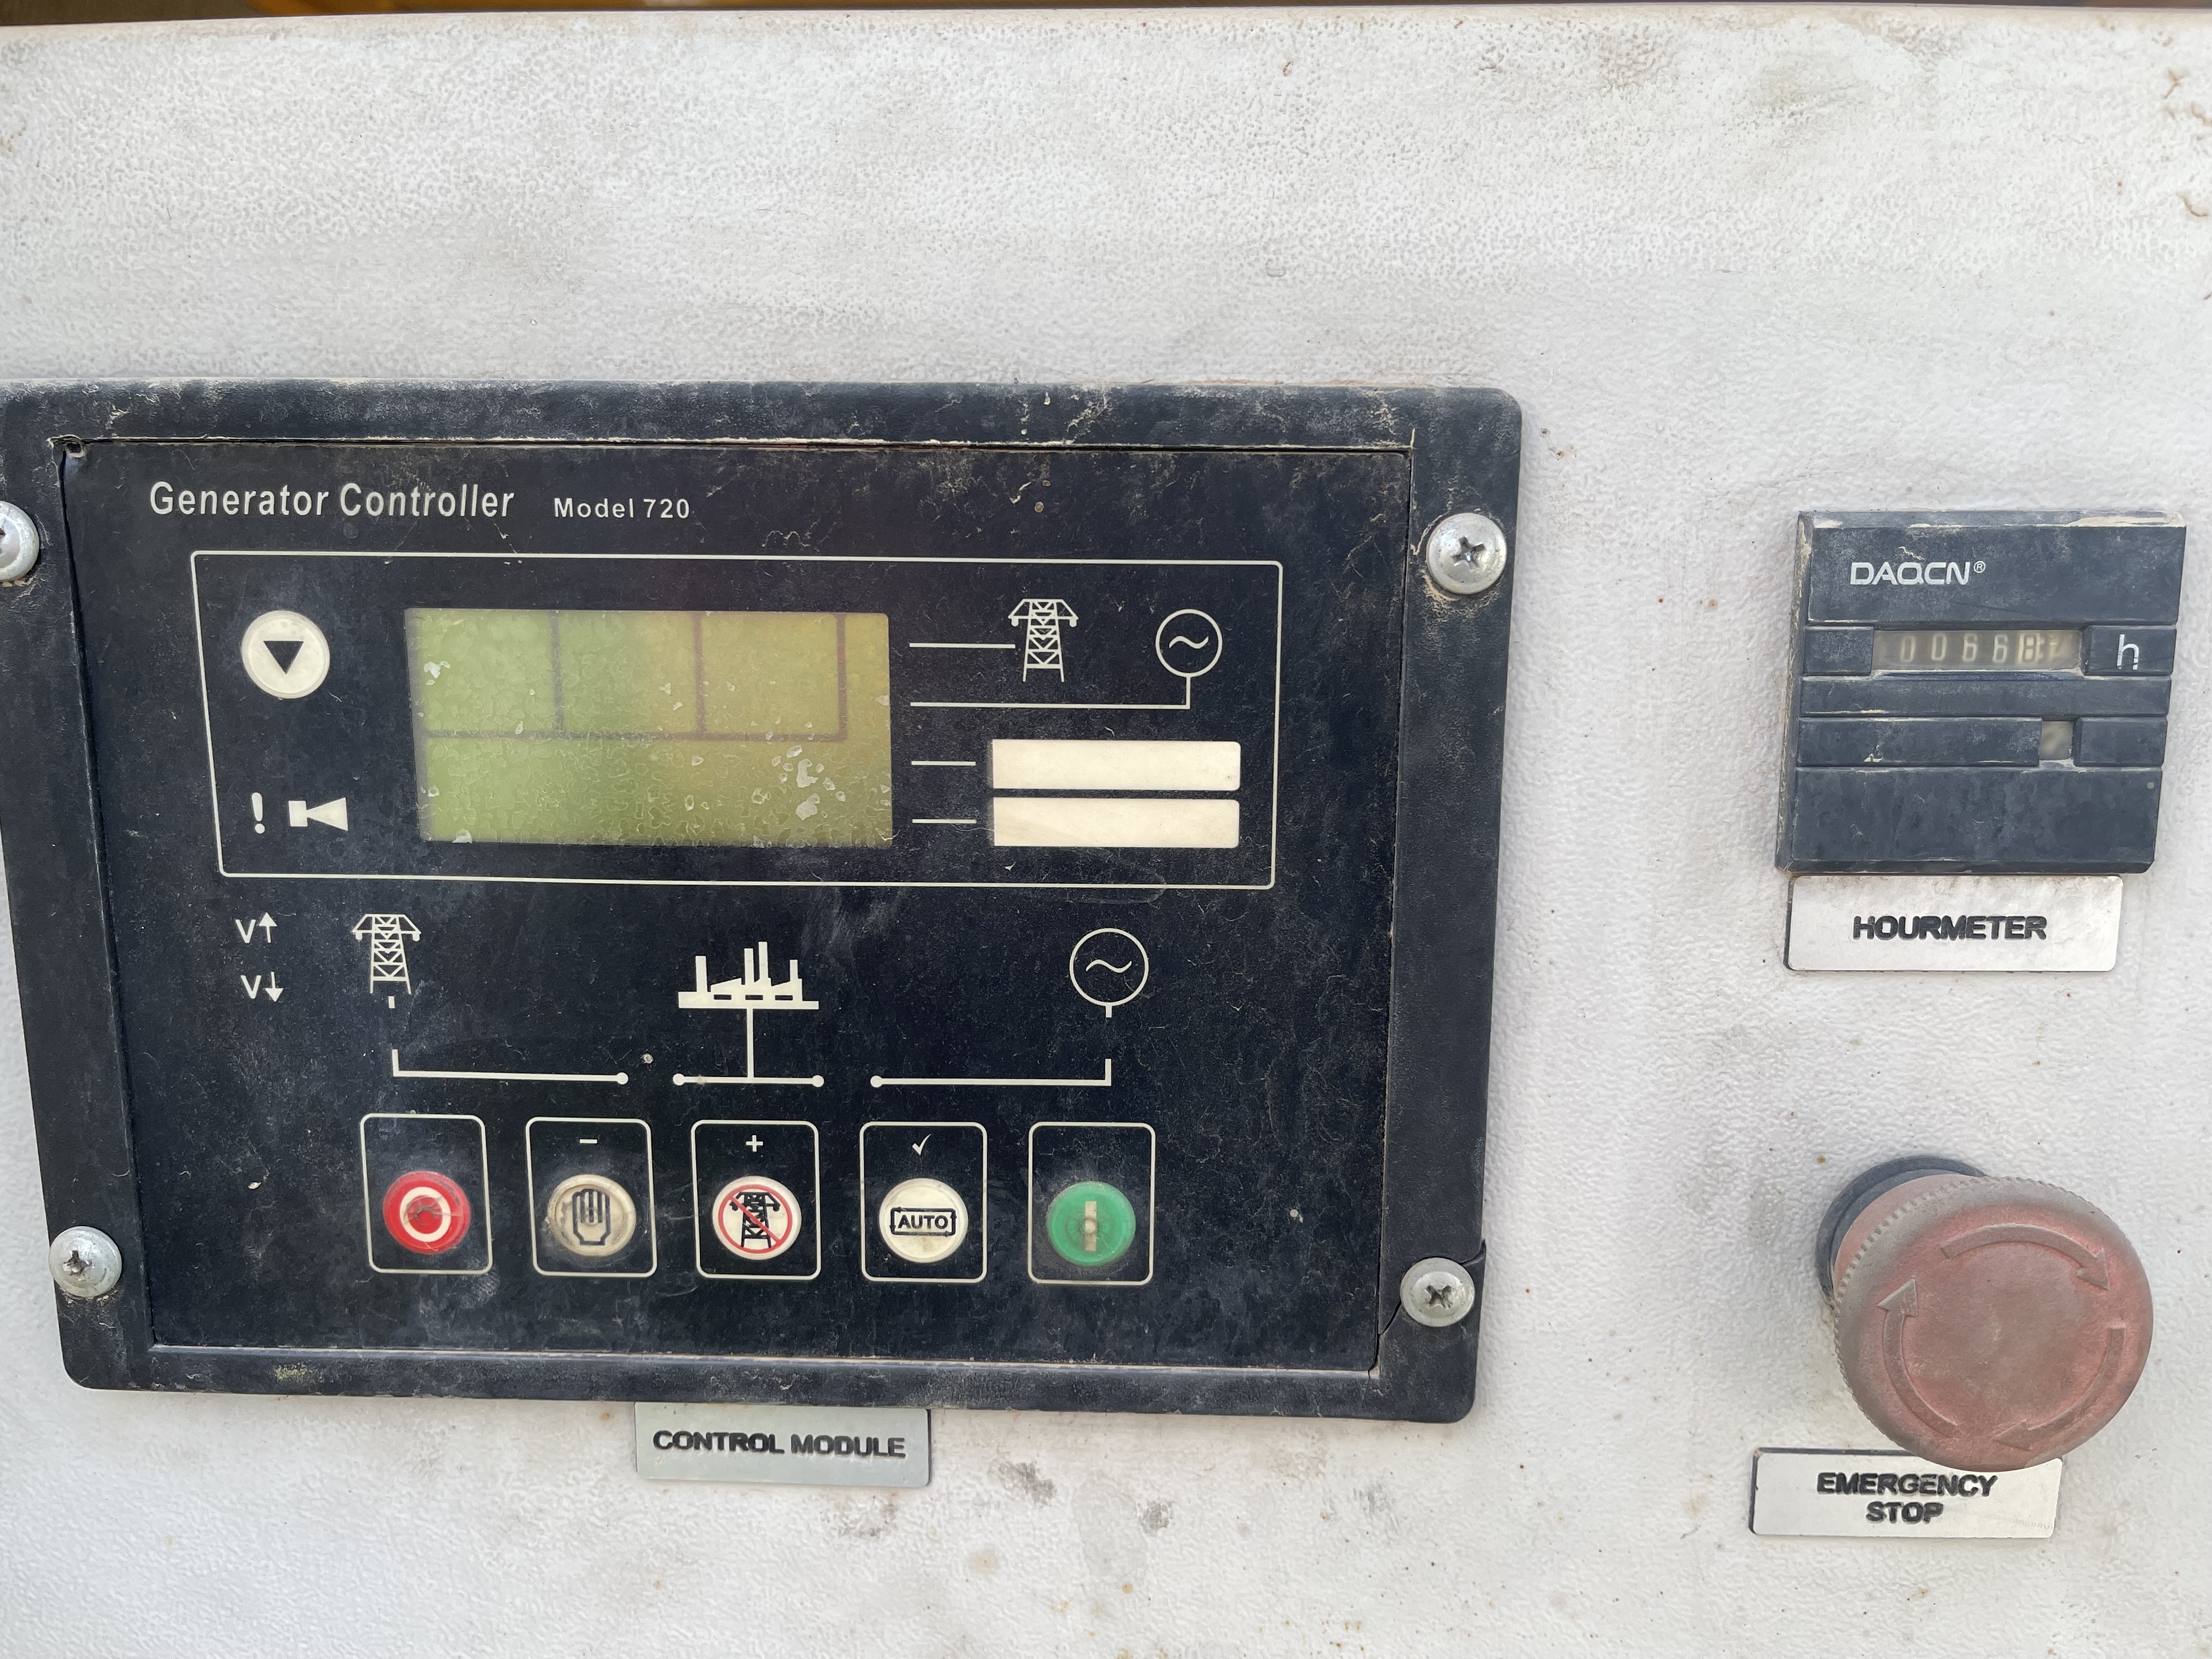 Generator Controller Model 720
DAQCN®
h
!
HOURMETER
V↑
V↓
- + ✓
AUTO
CONTROL MODULE
EMERGENCY
STOP